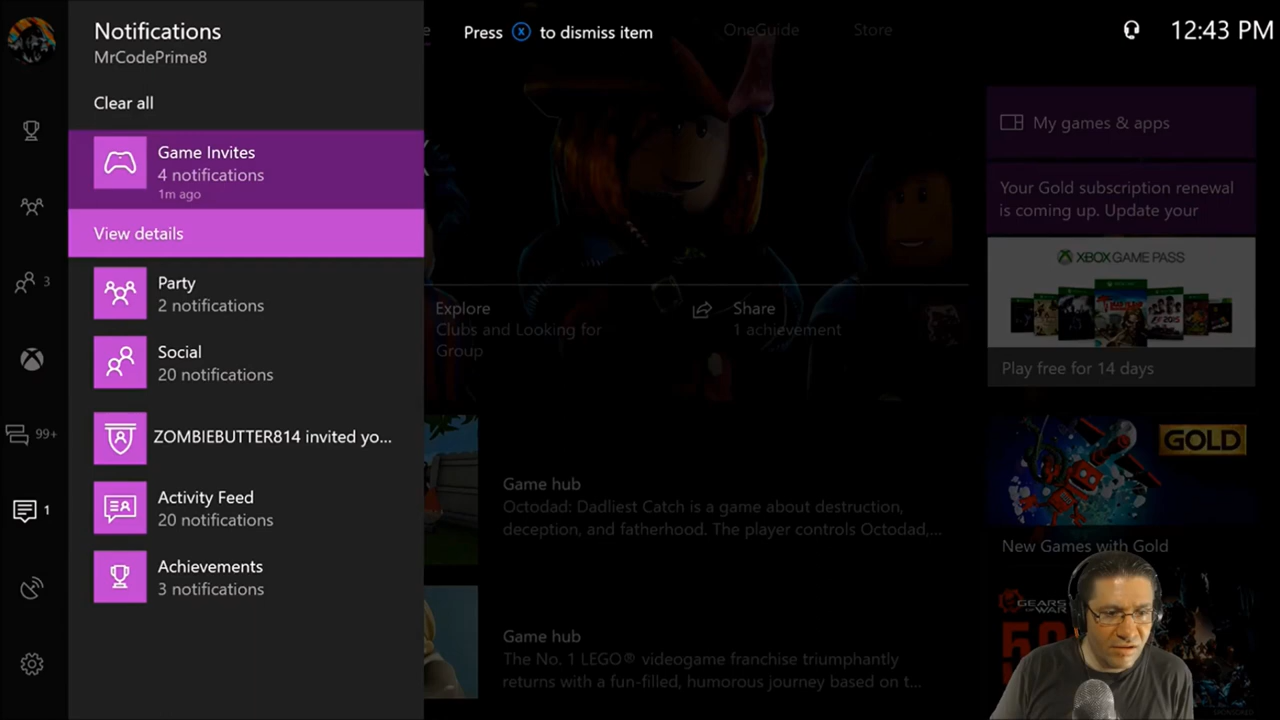 Notifications
MrCodePrime8
Clear all
Game Invites
4 notifications
1m ago
View details
Party
2 notifications
Social
20 notifications
ZOMBIEBUTTER814 invited yo...
Activity Feed
20 notifications
Achievements
3 notifications
3
99+
1
Press X to dismiss item
OneGuide
Store
12:43 PM
My games & apps
Your Gold subscription renewal
is coming up. Update your
XBOX GAME PASS
Play free for 14 days
Explore
Clubs and Looking for
Group
Share
1 achievement
GOLD
New Games with Gold
Game hub
Octodad: Dadliest Catch is a game about destruction,
deception, and fatherhood. The player controls Octodad,...
GEARS
OF WAR
Game hub
The No. 1 LEGO® videogame franchise triumphantly
returns with a fun-filled, humorous journey based on t...